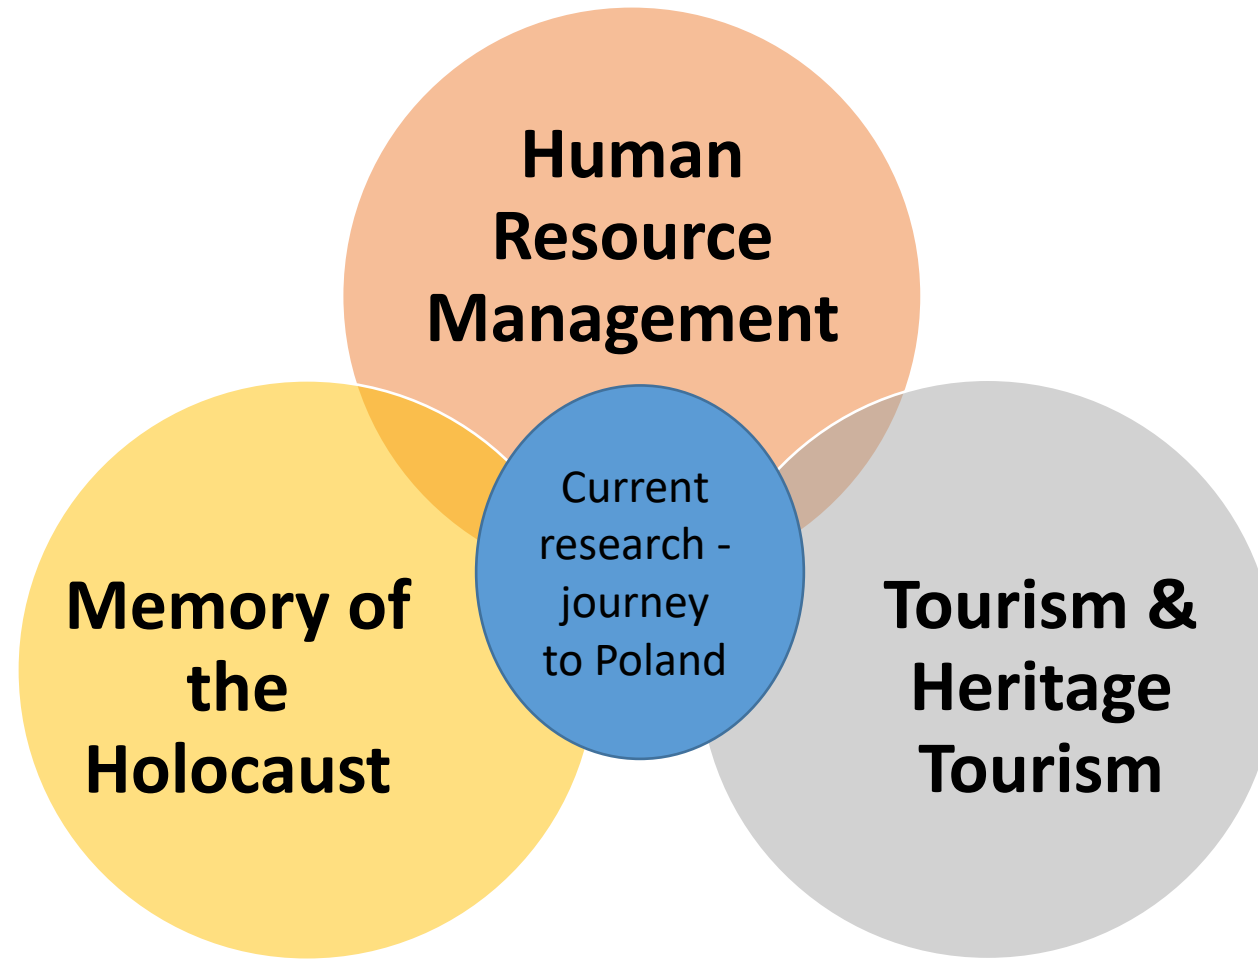 Human
Resource
Management
Current
research -
journey
to Poland
Memory of
the
Holocaust
Tourism &
Heritage
Tourism